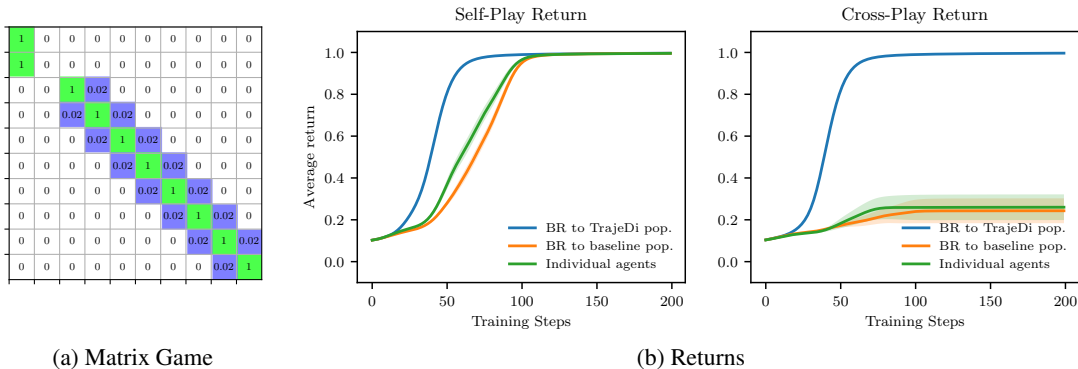 1 0 0 0 0 0 0 0 0 0
1 0 0 0 0 0 0 0 0 0
0 0 1 0.02 0 0 0 0 0 0
0 0 0.02 1 0.02 0 0 0 0 0
0 0 0 0.02 1 0.02 0 0 0 0
0 0 0 0 0.02 1 0.02 0 0 0
0 0 0 0 0 0.02 1 0.02 0 0
0 0 0 0 0 0 0.02 1 0.02 0
0 0 0 0 0 0 0 0.02 1 0.02
0 0 0 0 0 0 0 0 0.02 1
(a) Matrix Game
Self-Play Return
Average return
1.0
0.8
0.6
0.4
0.2
0.0
BR to TrajeDi pop.
BR to baseline pop.
Individual agents
0 50 100 150 200
Training Steps
Cross-Play Return
1.0
0.8
0.6
0.4
0.2
0.0
BR to TrajeDi pop.
BR to baseline pop.
Individual agents
0 50 100 150 200
Training Steps
(b) Returns